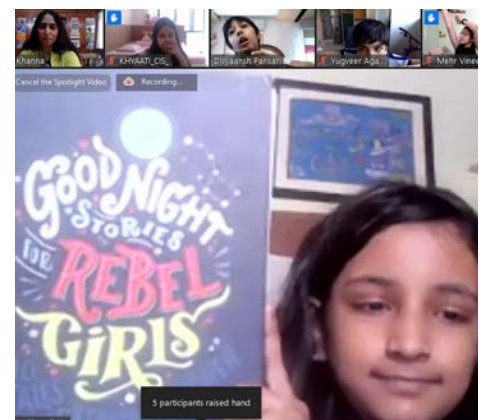 Khanna
KHYAATI_CIS_
Divyaansh Pansari
Yugveer Aga...
Mehr Vinee
Cancel the Spotlight Video
Recording...
GOOD NIGHT
STORIES
FOR REBEL
GIRLS
5 participants raised hand